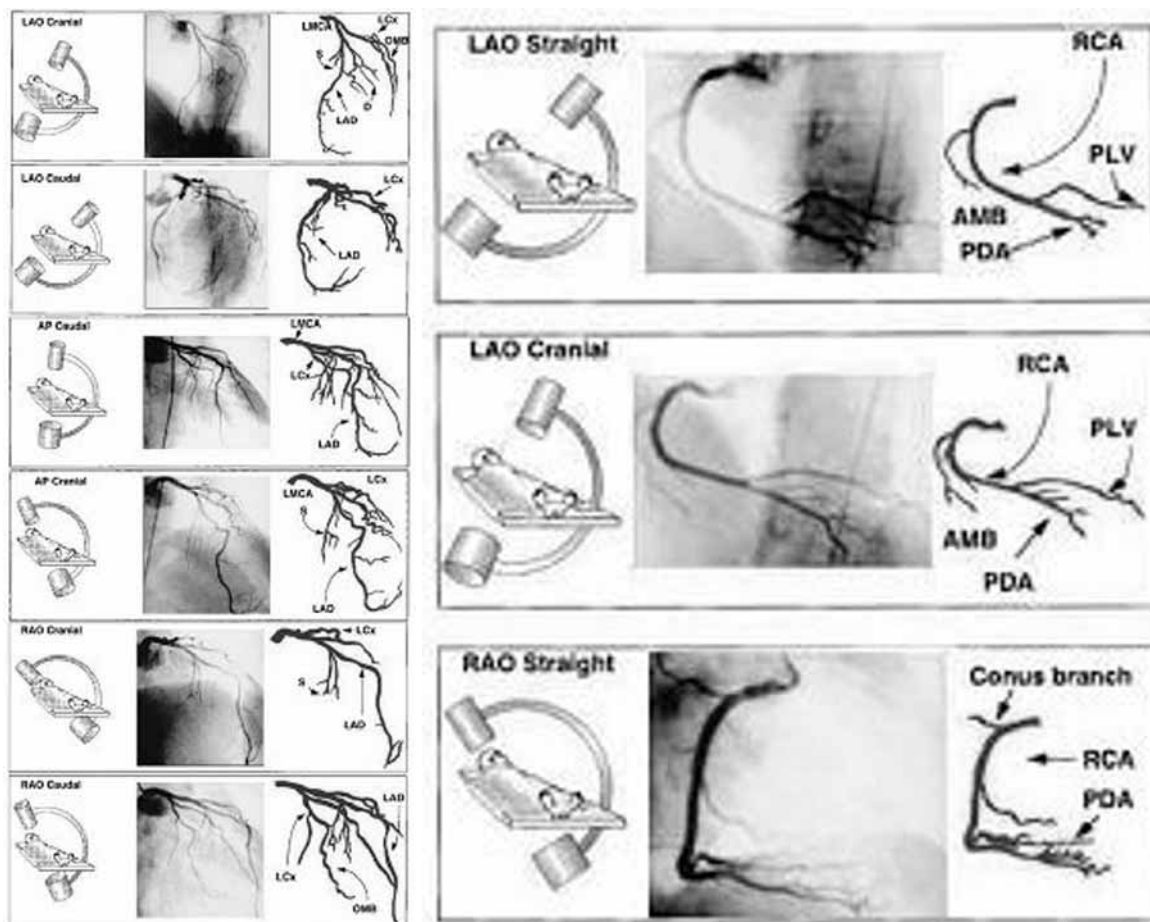 LAO Cranial
LMCA
LCx
OMB
S
D
LAD
LAO Caudal
LCx
LAD
AP Caudal
LMCA
LCx
LAD
AP Cranial
LMCA
LCx
S
LAD
RAO Cranial
LCx
S
LAD
RAO Caudal
LAD
LCx
OMB
LAO Straight
RCA
PLV
AMB
PDA
LAO Cranial
RCA
PLV
AMB
PDA
RAO Straight
Conus branch
RCA
PDA